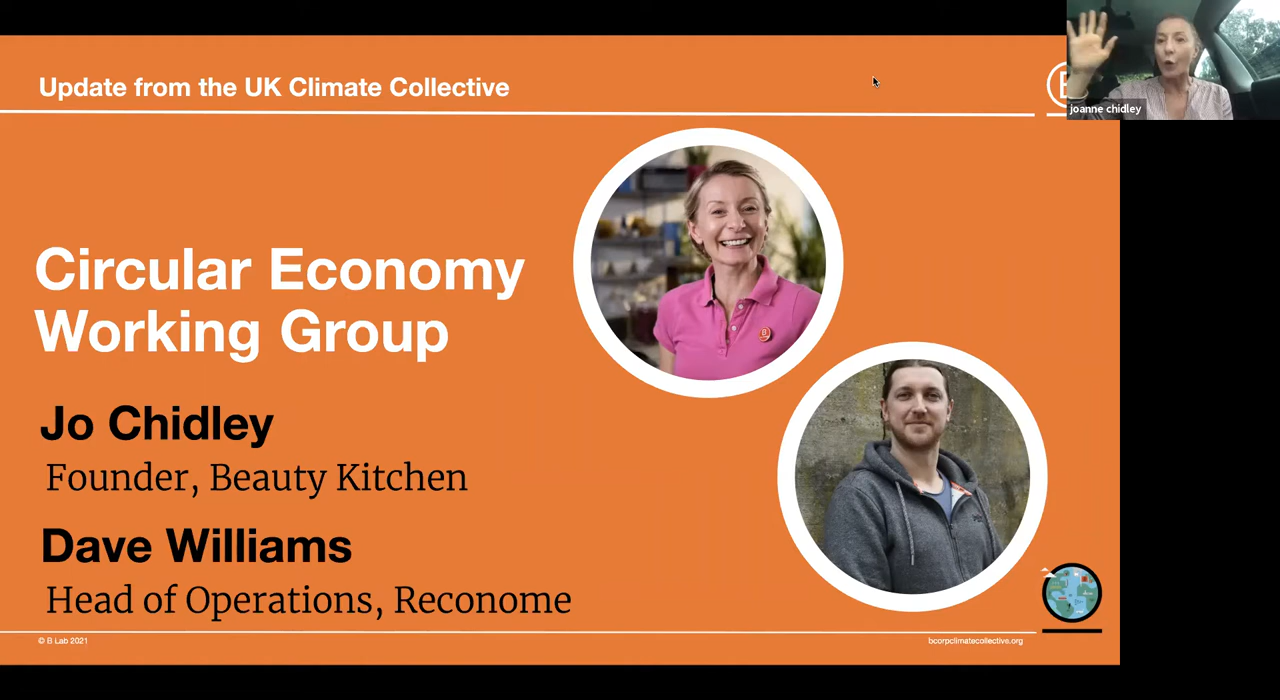 Update from the UK Climate Collective
joanne chidley
Circular Economy
Working Group
Jo Chidley
Founder, Beauty Kitchen
Dave Williams
Head of Operations, Reconome
© B Lab 2021
bcorpclimatecollective.org